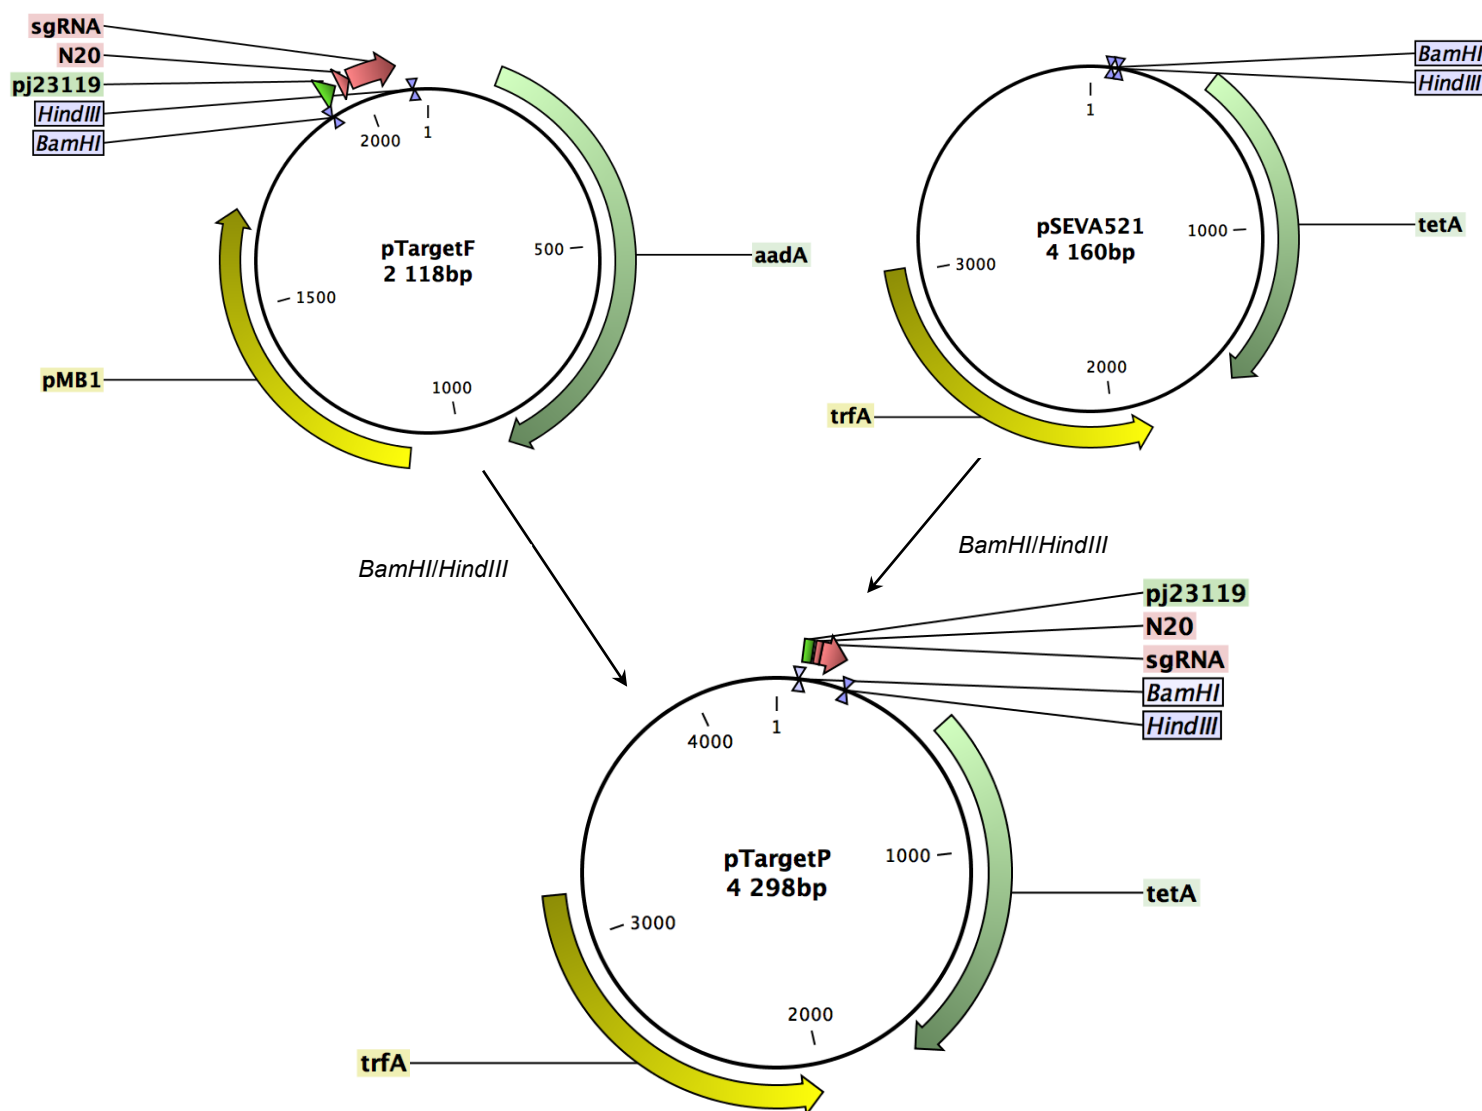 sgRNA
N20
pj23119
HindIII
BamHI
2000
1
500
aadA
pTargetF
2 118bp
1500
pMB1
1000
BamHI
HindIII
1
tetA
pSEVA521
4 160bp
1000
3000
2000
trfA
BamHI/HindIII
BamHI/HindIII
pj23119
N20
sgRNA
BamHI
HindIII
1
4000
pTargetP
4 298bp
1000
tetA
3000
2000
trfA